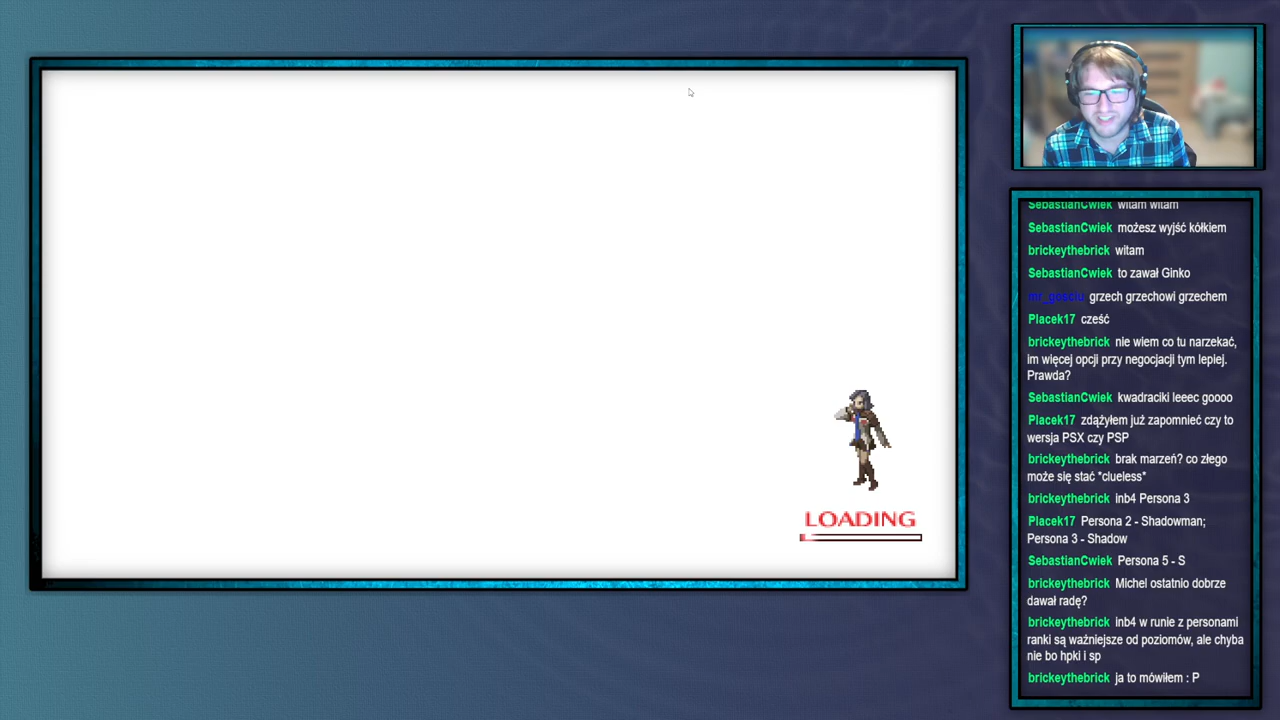 LOADING
SebastianCwiek witam witam
SebastianCwiek możesz wyjść kółkiem
brickeythebrick witam
SebastianCwiek to zawał Ginko
mr_gosciu grzech grzechowi grzechem
Placek17 cześć
brickeythebrick nie wiem co tu narzekać,
im więcej opcji przy negocjacji tym lepiej.
Prawda?
SebastianCwiek kwadraciki leeec goooo
Placek17 zdążyłem już zapomnieć czy to
wersja PSX czy PSP
brickeythebrick brak marzeń? co złego
może się stać *clueless*
brickeythebrick inb4 Persona 3
Placek17 Persona 2 - Shadowman;
Persona 3 - Shadow
SebastianCwiek Persona 5 - S
brickeythebrick Michel ostatnio dobrze
dawał radę?
brickeythebrick inb4 w runie z personami
ranki są ważniejsze od poziomów, ale chyba
nie bo hpki i sp
brickeythebrick ja to mówiłem : P